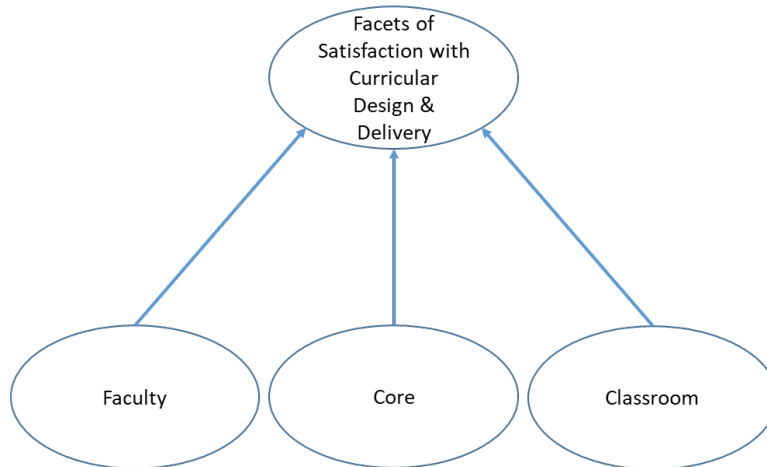 Facets of
Satisfaction with
Curricular
Design &
Delivery
Faculty
Core
Classroom